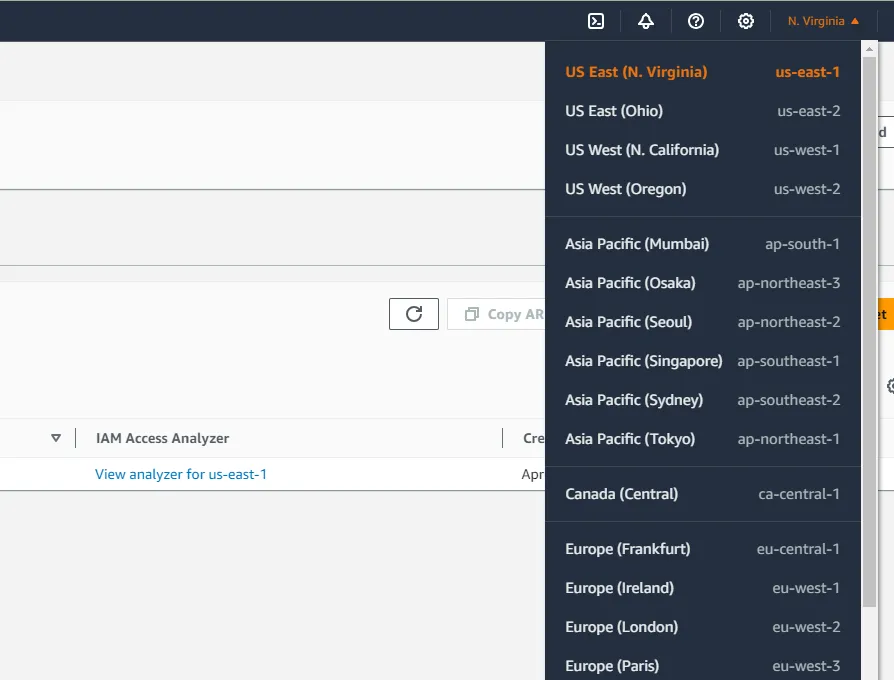 N. Virginia
US East (N. Virginia) us-east-1
US East (Ohio) us-east-2
US West (N. California) us-west-1
US West (Oregon) us-west-2
d
Asia Pacific (Mumbai) ap-south-1
Asia Pacific (Osaka) ap-northeast-3
Copy AR
et
Asia Pacific (Seoul) ap-northeast-2
Asia Pacific (Singapore) ap-southeast-1
Asia Pacific (Sydney) ap-southeast-2
Asia Pacific (Tokyo) ap-northeast-1
IAM Access Analyzer Cre
View analyzer for us-east-1 Apr
Canada (Central) ca-central-1
Europe (Frankfurt) eu-central-1
Europe (Ireland) eu-west-1
Europe (London) eu-west-2
Europe (Paris) eu-west-3